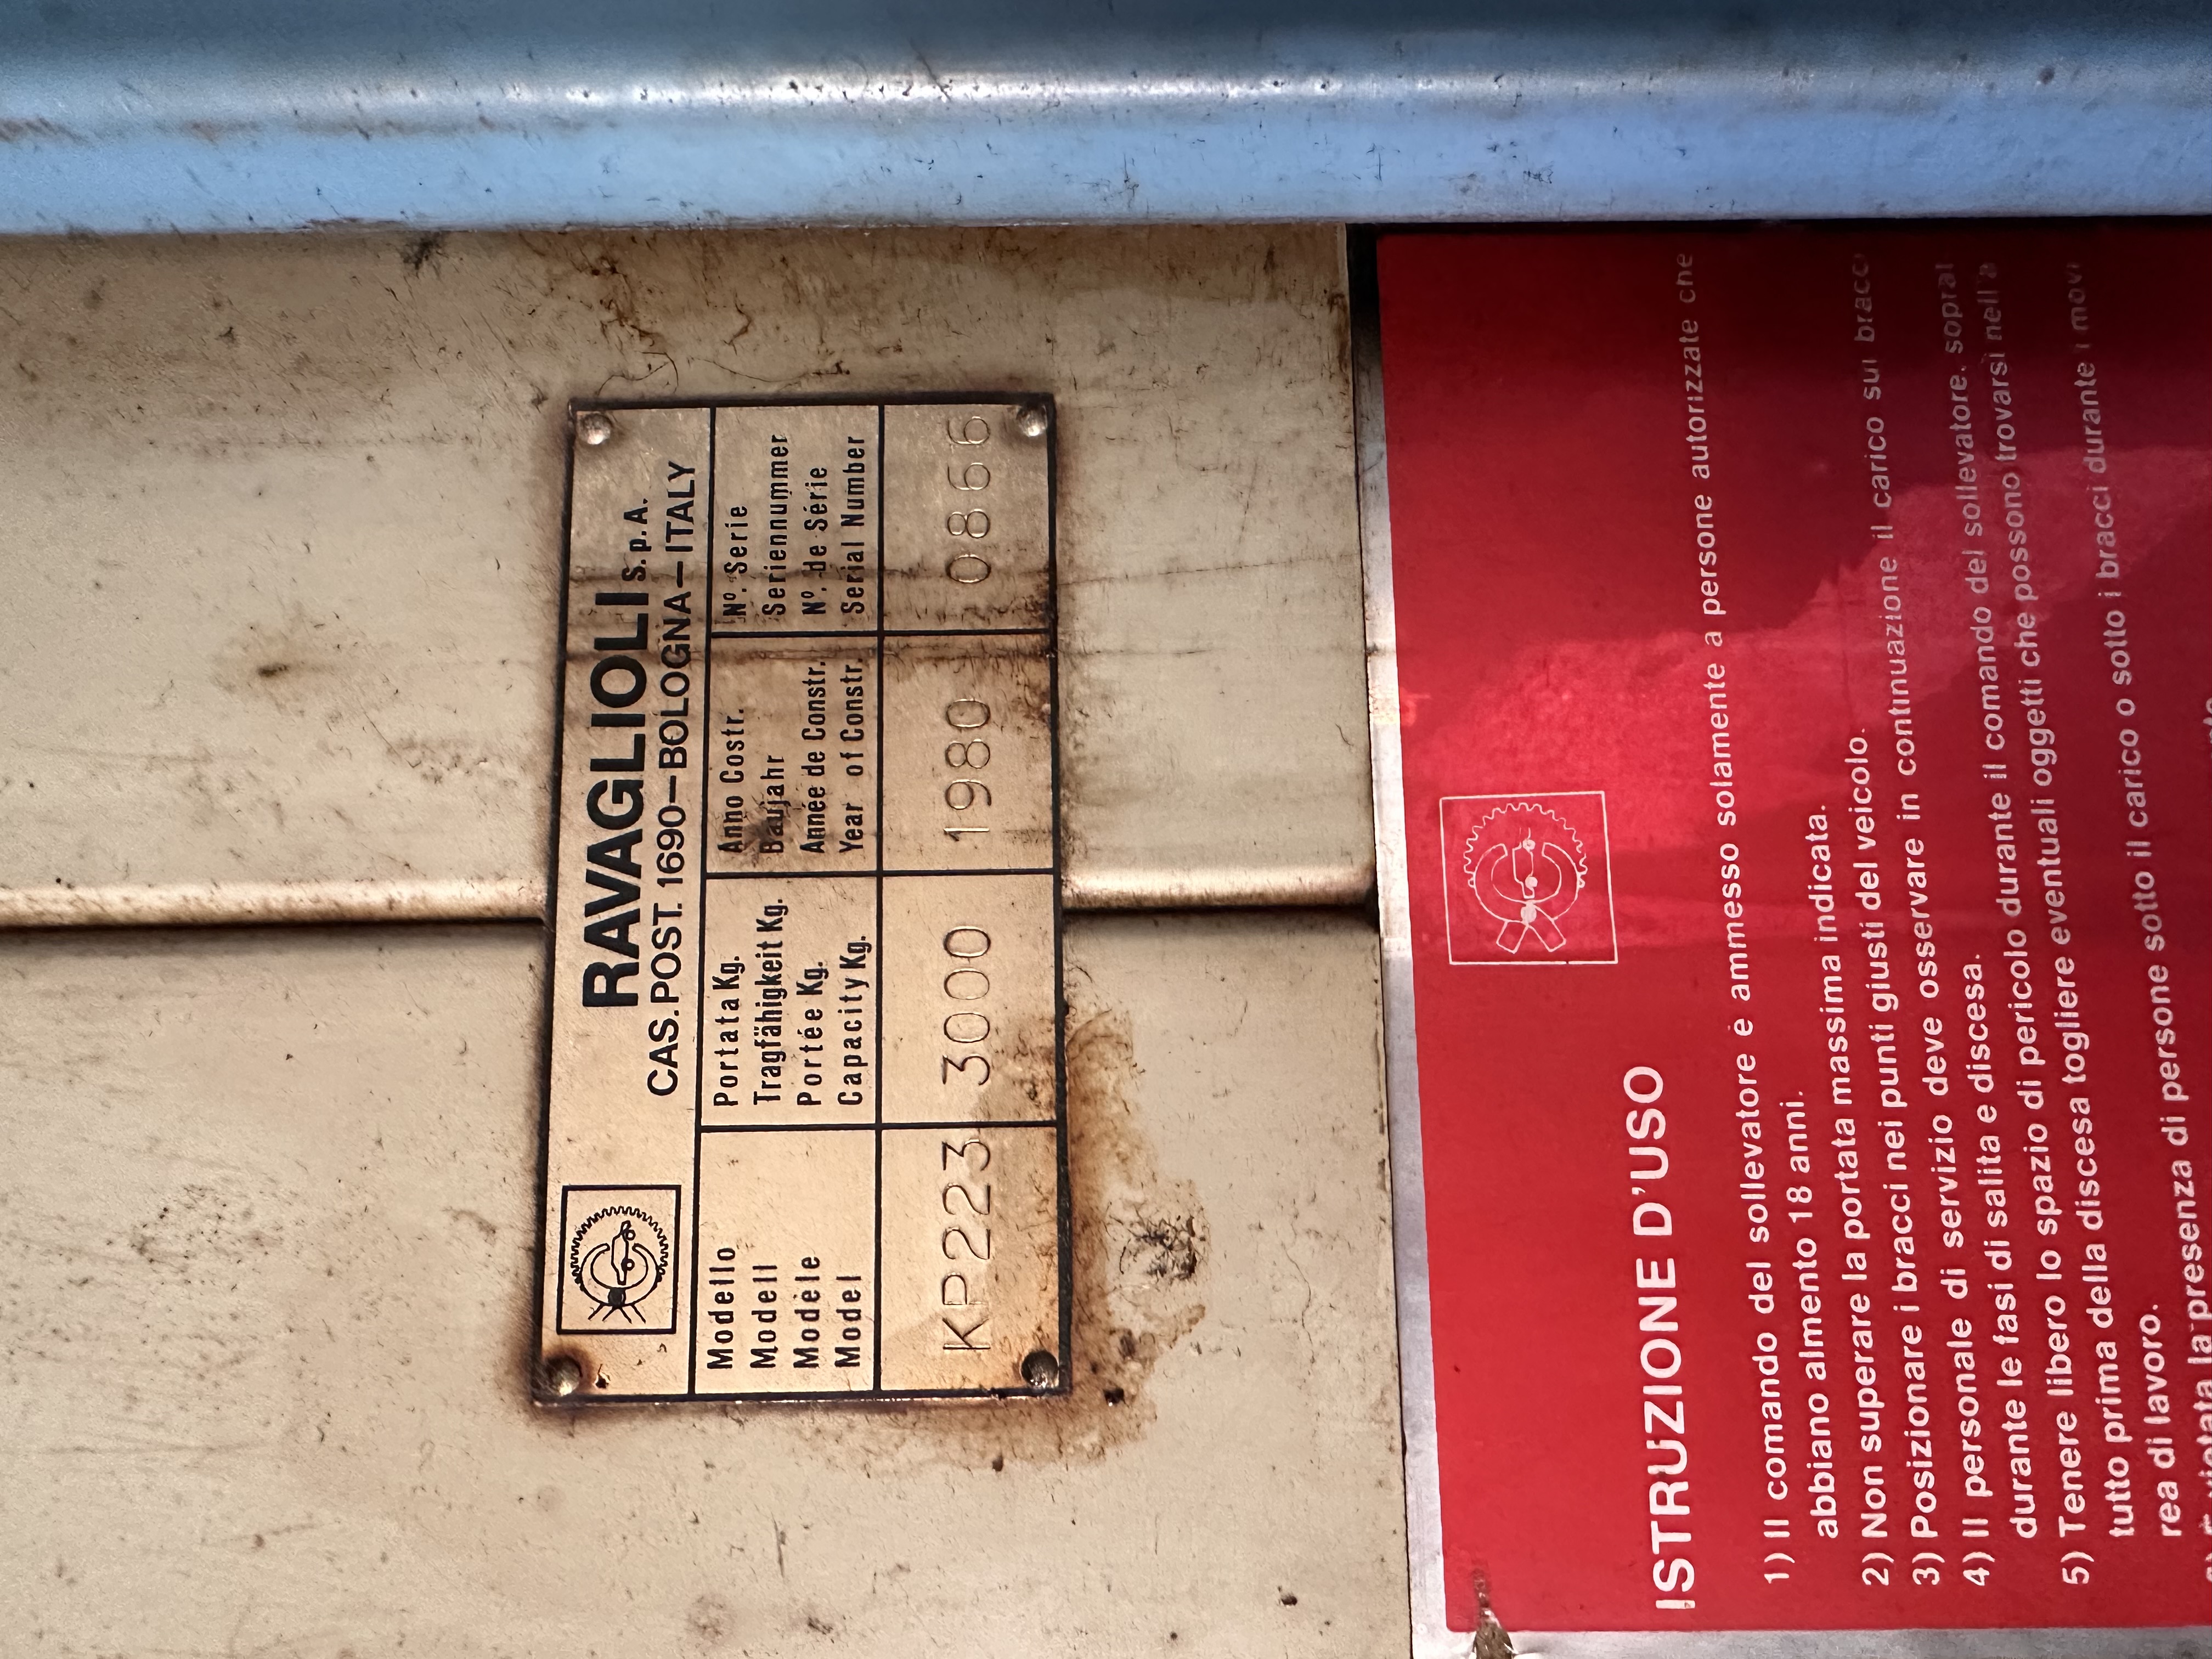 RAVAGLIOLI S.p.A.
CAS. POST. 1690-BOLOGNA-ITALY
Modello
Modell
Modèle
Model
Portata Kg.
Tragfähigkeit Kg.
Portée Kg.
Capacity Kg.
Anno Costr.
Baujahr
Année de Constr.
Year of Constr.
N°. Serie
Seriennummer
N°. de Série
Serial Number
KP223 3000 1980 0866
ISTRUZIONE D'USO
1) Il comando del sollevatore è ammesso solamente a persone autorizzate che
abbiano almento 18 anni.
2) Non superare la portata massima indicata.
3) Posizionare i bracci nei punti giusti del veicolo.
4) Il personale di servizio deve osservare in continuazione il carico sui
durante le fasi di salita e discesa.
5) Tenere libero lo spazio di pericolo durante il comando del sollevatore. sopra
tutto prima della discesa togliere eventuali oggetti che possono trovarsi nell'a
rea di lavoro.
la presenza di persone sotto il carico o sotto i bracci durante i